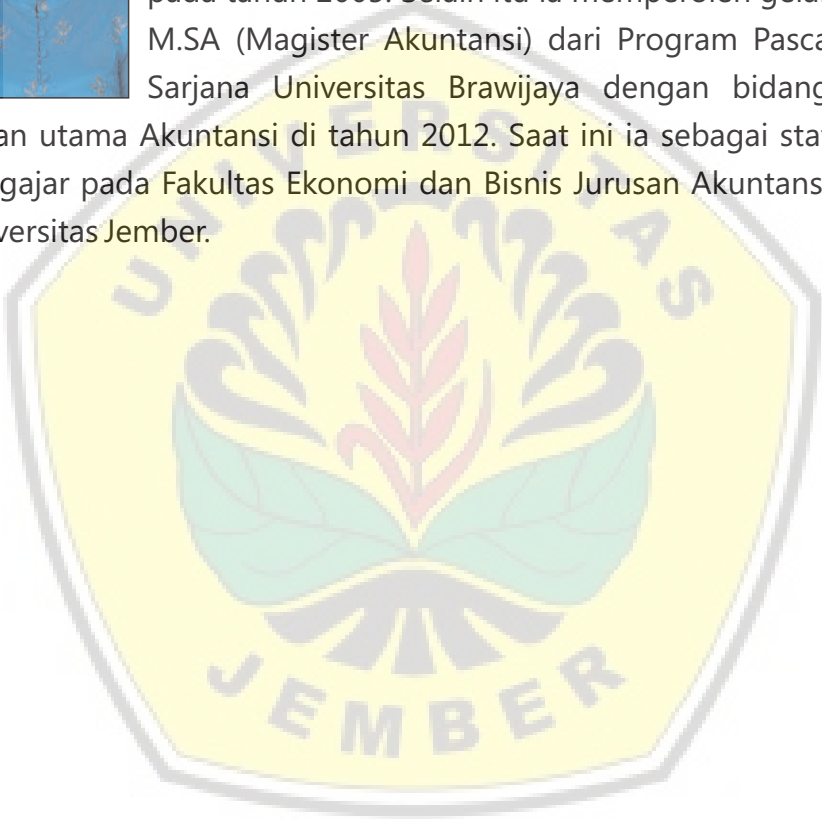 M.SA (Magister Akuntansi) dari Program Pasca
Sarjana Universitas Brawijaya dengan bidang
an utama Akuntansi di tahun 2012. Saat ini ia sebagai staf
gajar pada Fakultas Ekonomi dan Bisnis Jurusan Akuntansi
versitas Jember.
UNIVERSITAS
JEMBER